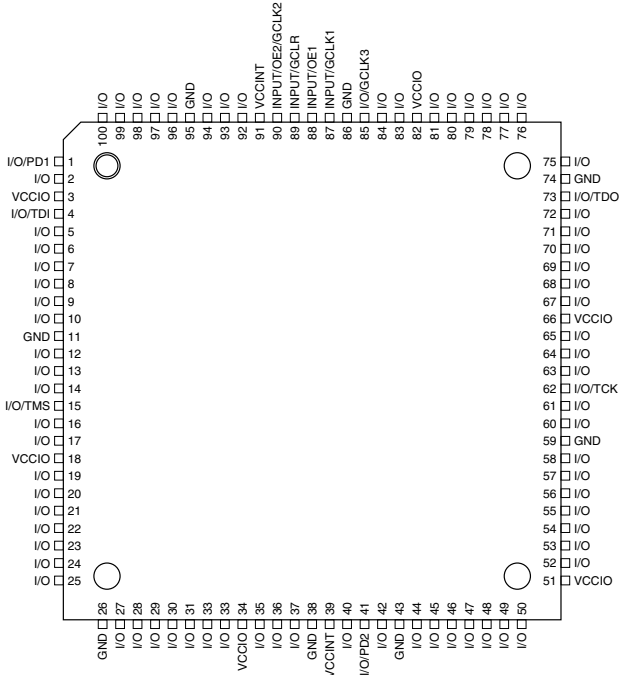 I/O 100
I/O 99
I/O 98
I/O 97
I/O 96
GND 95
I/O 94
I/O 93
I/O 92
VCCINT 91
INPUT/OE2/GCLK2 90
INPUT/GCLR 89
INPUT/OE1 88
INPUT/GCLK1 87
GND 86
I/O/GCLK3 85
I/O 84
I/O 83
VCCIO 82
I/O 81
I/O 80
I/O 79
I/O 78
I/O 77
I/O 76
I/O/PD1 1
I/O 2
VCCIO 3
I/O/TDI 4
I/O 5
I/O 6
I/O 7
I/O 8
I/O 9
I/O 10
GND 11
I/O 12
I/O 13
I/O 14
I/O/TMS 15
I/O 16
I/O 17
VCCIO 18
I/O 19
I/O 20
I/O 21
I/O 22
I/O 23
I/O 24
I/O 25
75 I/O
74 GND
73 I/O/TDO
72 I/O
71 I/O
70 I/O
69 I/O
68 I/O
67 I/O
66 VCCIO
65 I/O
64 I/O
63 I/O
62 I/O/TCK
61 I/O
60 I/O
59 GND
58 I/O
57 I/O
56 I/O
55 I/O
54 I/O
53 I/O
52 I/O
51 VCCIO
GND 26
I/O 27
I/O 28
I/O 29
I/O 30
I/O 31
I/O 33
I/O 33
VCCIO 34
I/O 35
I/O 36
I/O 37
GND 38
VCCINT 39
I/O 40
I/O/PD2 41
I/O 42
GND 43
I/O 44
I/O 45
I/O 46
I/O 47
I/O 48
I/O 49
I/O 50